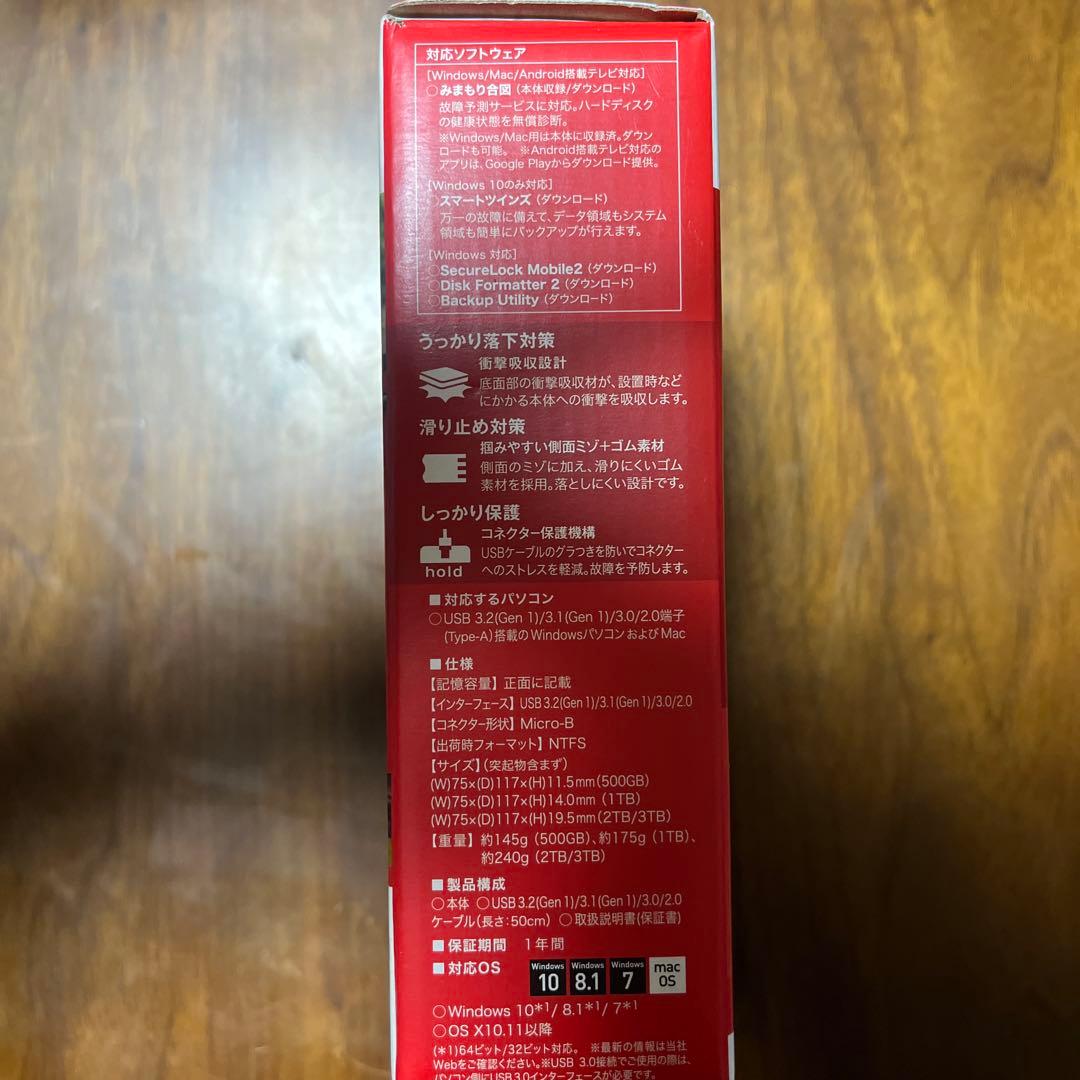 対応ソフトウェア
[Windows/Mac/Android搭載テレビ対応]
○みまもり合図（本体収録/ダウンロード）
故障予測サービスに対応。ハードディスク
の健康状態を無償診断。
※Windows/Mac用は本体に収録済。ダウン
ロードも可能。 ※Android搭載テレビ対応の
アプリは、Google Playからダウンロード提供。
[Windows 10のみ対応]
○スマートツインズ（ダウンロード）
万一の故障に備えて、データ領域もシステム
領域も簡単にバックアップが行えます。
[Windows 対応]
○SecureLock Mobile2（ダウンロード）
○Disk Formatter 2（ダウンロード）
○Backup Utility（ダウンロード）
うっかり落下対策
衝撃吸収設計
底面部の衝撃吸収材が、設置時など
にかかる本体への衝撃を吸収します。
滑り止め対策
掴みやすい側面ミゾ+ゴム素材
側面のミゾに加え、滑りにくいゴム
素材を採用。落としにくい設計です。
しっかり保護
コネクター保護機構
USBケーブルのグラつきを防いでコネクター
へのストレスを軽減。故障を予防します。
hold
■対応するパソコン
○USB 3.2(Gen 1)/3.1(Gen 1)/3.0/2.0端子
(Type-A)搭載のWindowsパソコンおよびMac
■仕様
【記憶容量】正面に記載
【インターフェース】USB3.2(Gen1)/3.1(Gen1)/3.0/2.0
【コネクター形状】Micro-B
【出荷時フォーマット】NTFS
【サイズ】(突起物含まず)
(W)75×(D)117×(H)11.5mm(500GB)
(W)75×(D)117×(H)14.0mm (1TB)
(W)75×(D)117×(H)19.5mm(2TB/3TB)
【重量】約145g (500GB)、約175g (1TB)、
約240g (2TB/3TB)
■製品構成
○本体 ○USB3.2(Gen1)/3.1(Gen1)/3.0/2.0
ケーブル(長さ:50cm) ○取扱説明書(保証書)
■保証期間 1年間
■対応OS Windows 10 Windows 8.1 Windows 7 mac OS
○Windows 10*1/ 8.1*1/ 7*1
○OS X10.11以降
(*1)64ビット/32ビット対応。 ※最新の情報は当社
Webをご確認ください。※USB 3.0接続でご使用の際は、
パソコン側にUSB3.0インターフェースが必要です。